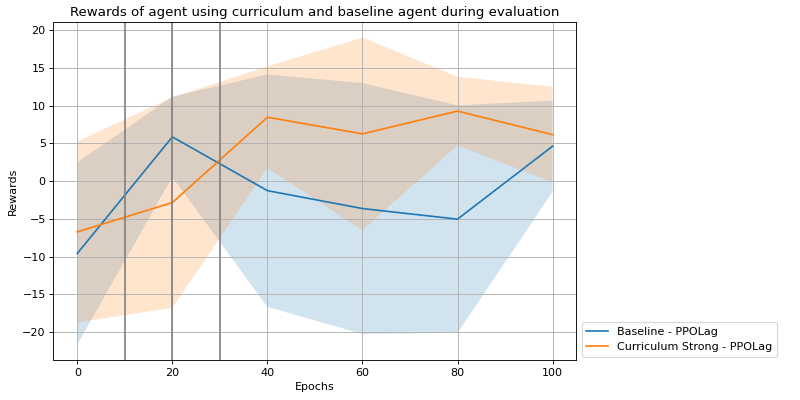 Rewards of agent using curriculum and baseline agent during evaluation
20
15
10
5
0
−5
−10
−15
−20
Rewards
0 20 40 60 80 100
Epochs
Baseline - PPOLag
Curriculum Strong - PPOLag